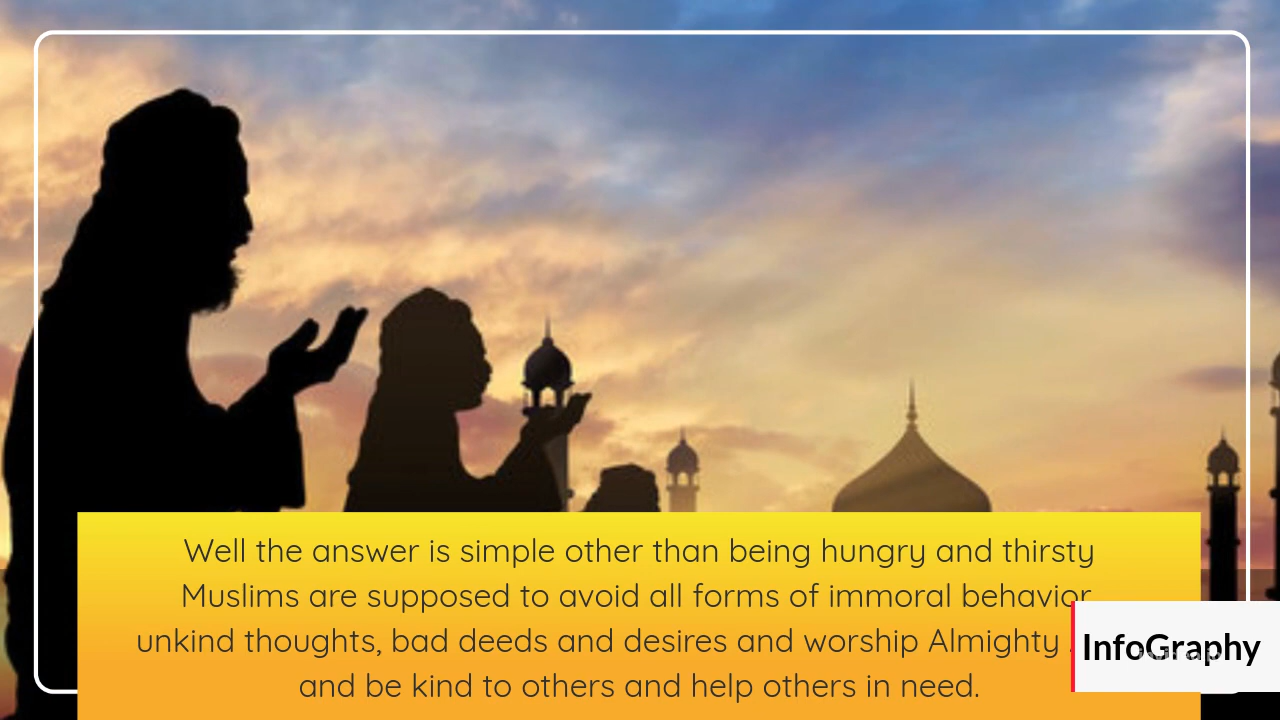 Well the answer is simple other than being hungry and thirsty
Muslims are supposed to avoid all forms of immoral behavior
unkind thoughts, bad deeds and desires and worship Almighty
and be kind to others and help others in need.
InfoGraphy